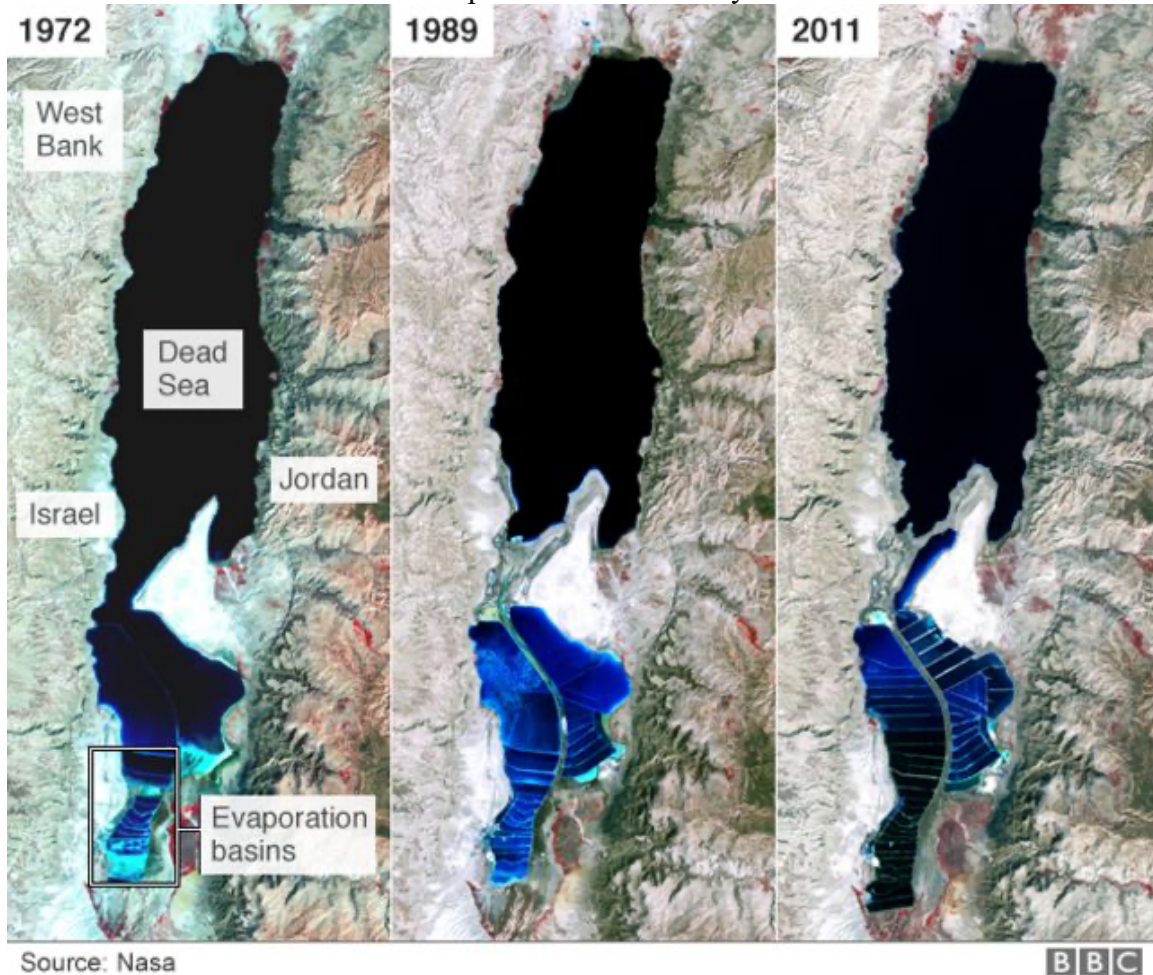 1972
1989
2011
West
Bank
Dead
Sea
Jordan
Israel
Evaporation
basins
Source: Nasa
BBC